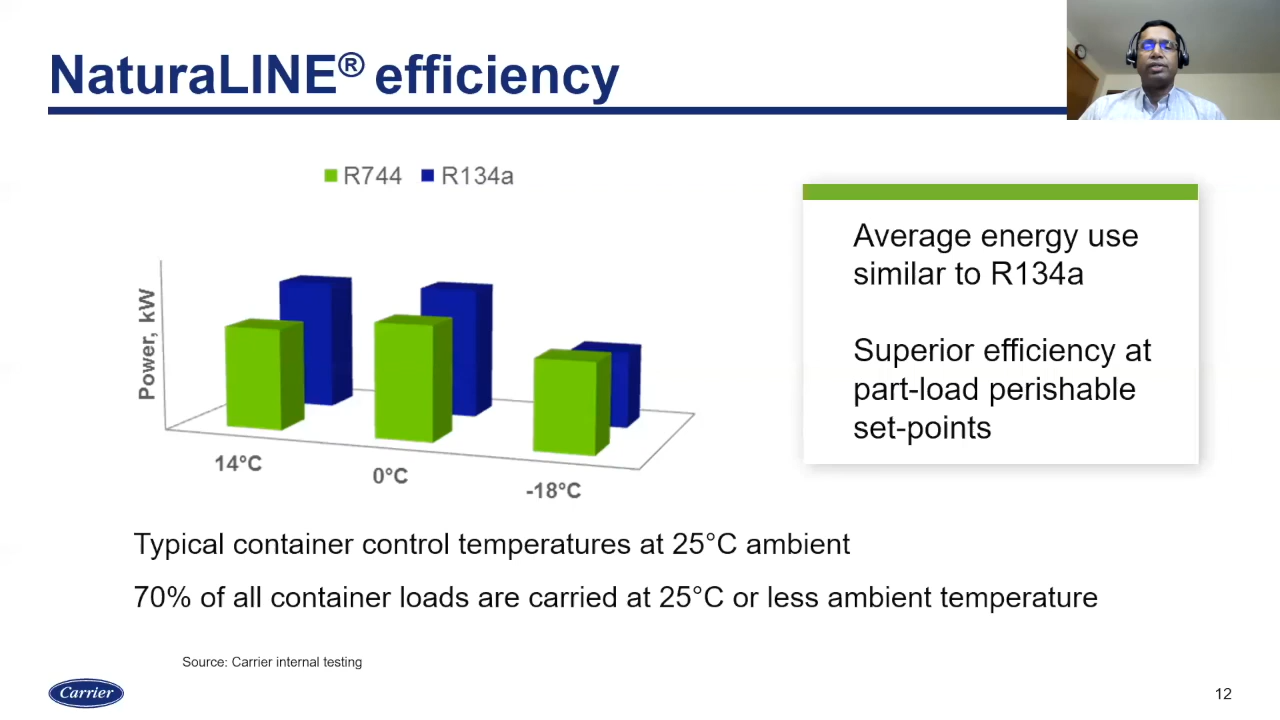 NaturaLINE® efficiency
R744 R134a
Power, kW
14°C
0°C
-18°C
Average energy use
similar to R134a
Superior efficiency at
part-load perishable
set-points
Typical container control temperatures at 25°C ambient
70% of all container loads are carried at 25°C or less ambient temperature
Source: Carrier internal testing
Carrier
12